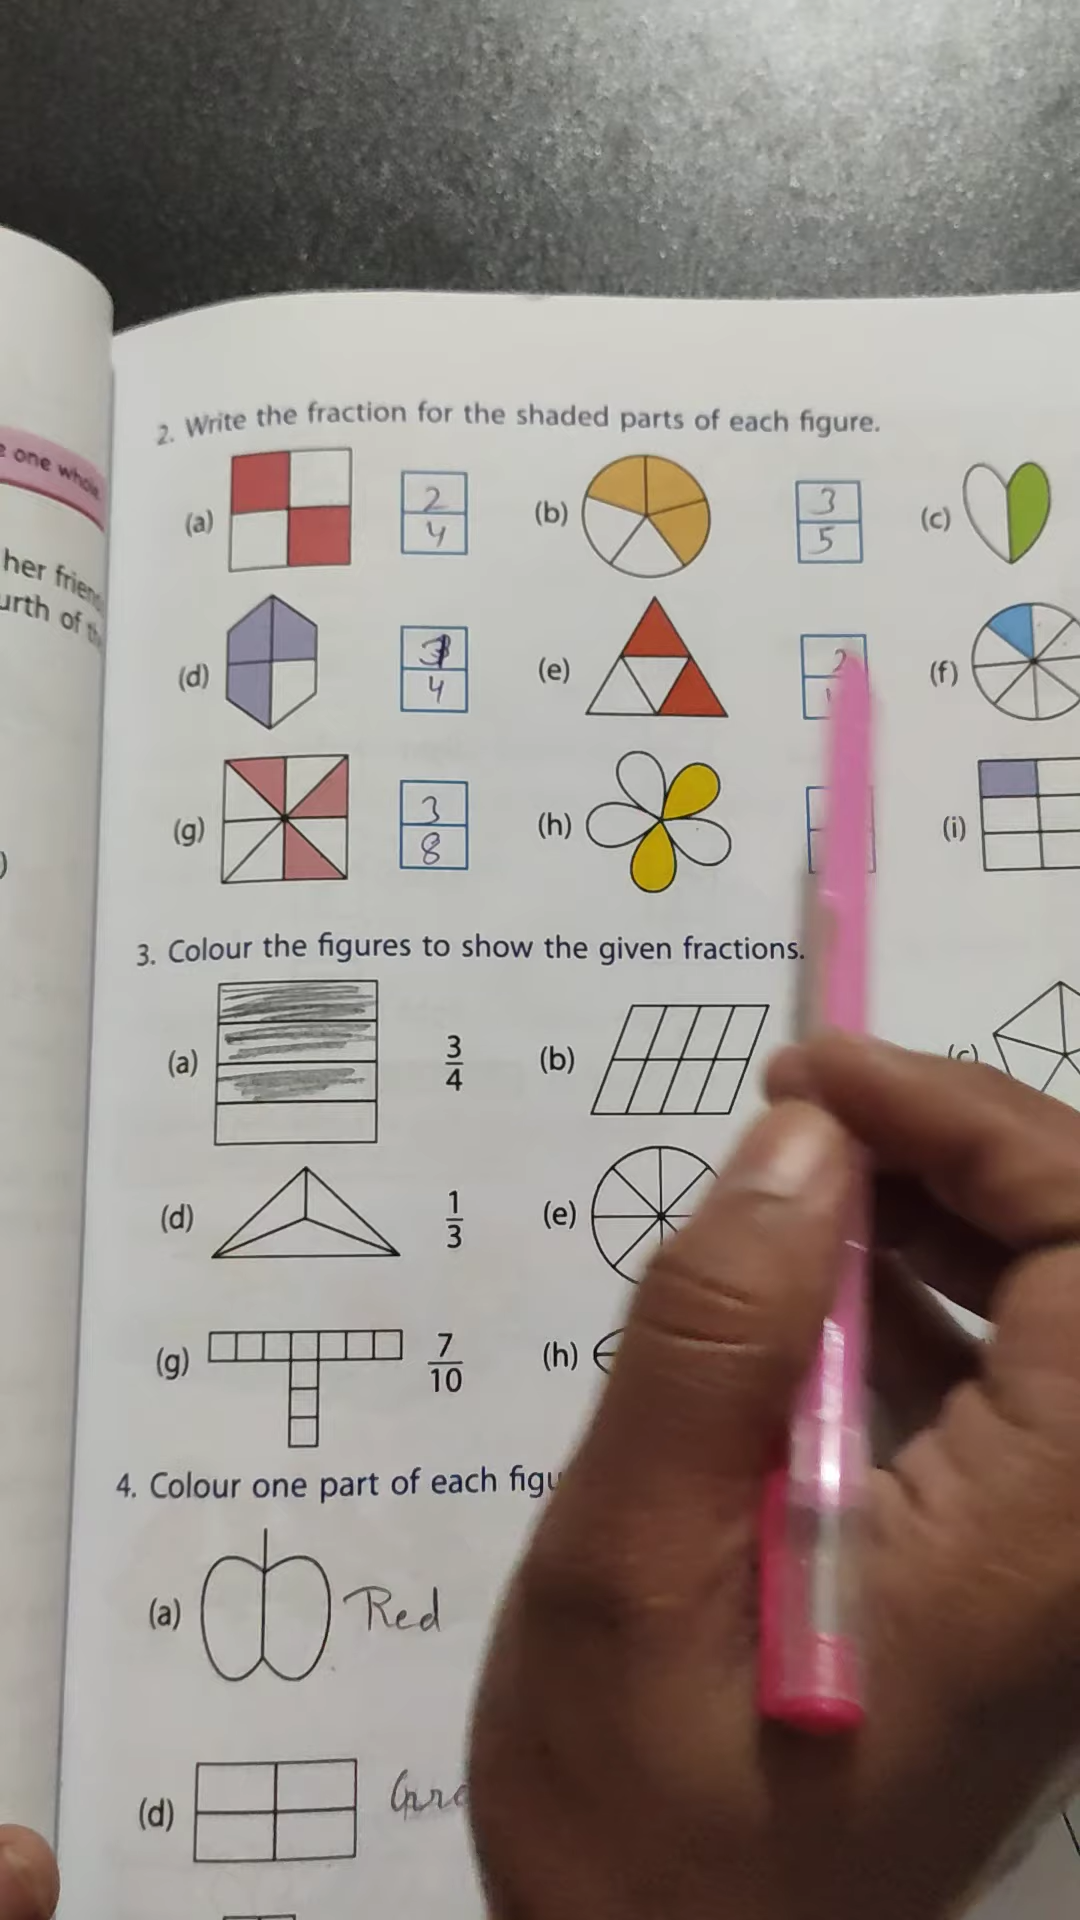 e one whole.
her frien
urth of th
2. Write the fraction for the shaded parts of each figure.
(a) 2/4 (b) 3/5 (c)
(d) 3/4 (e) 2 (f)
(g) 3/8 (h) (i)
3. Colour the figures to show the given fractions.
(a) 3/4 (b) (c)
(d) 1/3 (e)
(g) 7/10 (h)
4. Colour one part of each figu
(a) Red
(d)